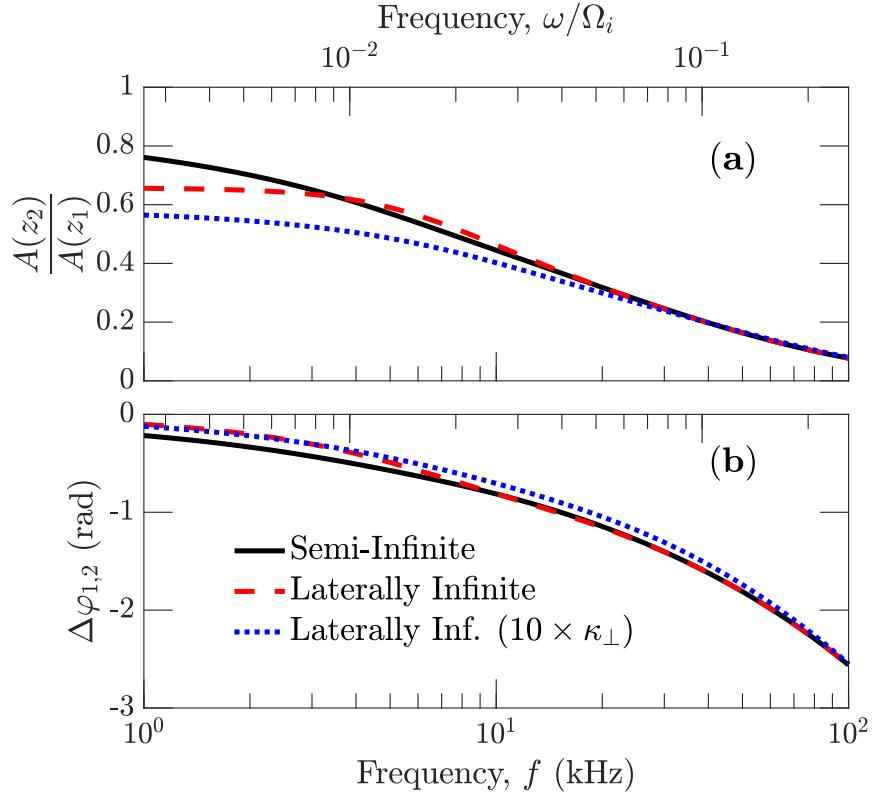 Frequency, ω/Ω_i
10^{-2} 10^{-1}
1
0.8
0.6
0.4
0.2
0
A(z_2)
A(z_1)
(a)
0
-1
-2
-3
Δφ_{1,2} (rad)
(b)
Semi-Infinite
Laterally Infinite
Laterally Inf. (10 × κ_⊥)
10^0 10^1 10^2
Frequency, f (kHz)